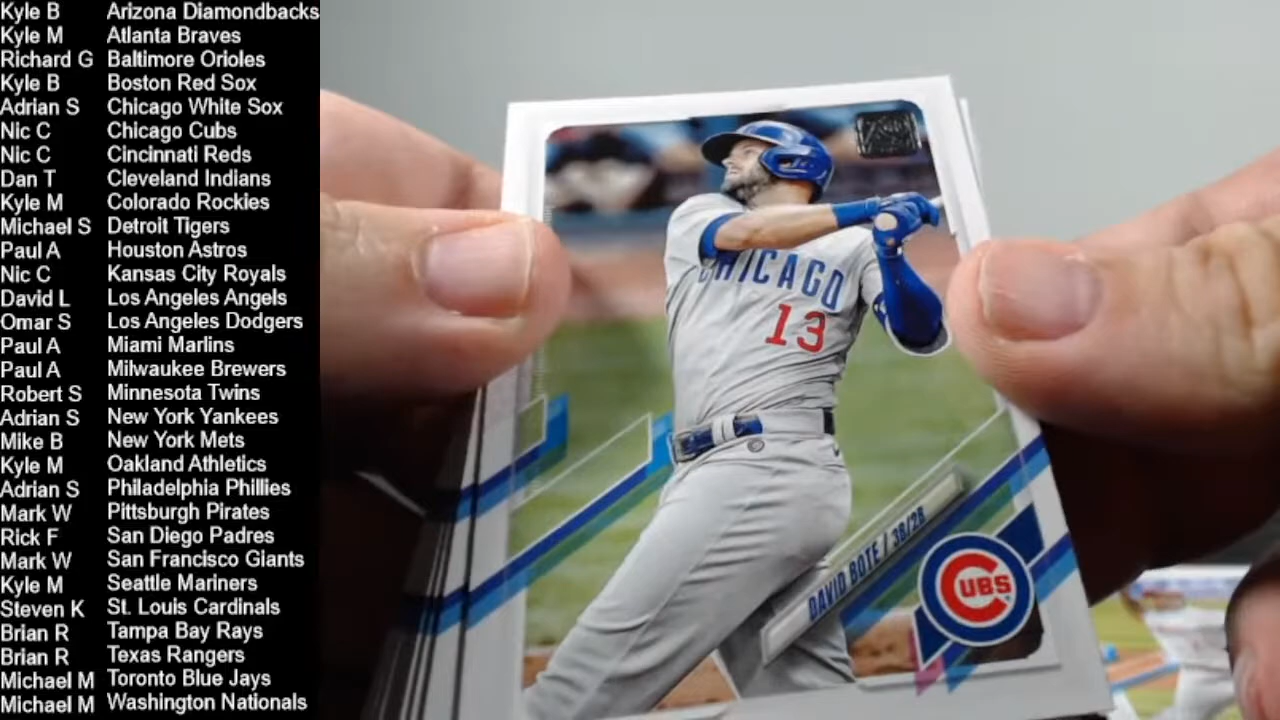 Kyle B Arizona Diamondbacks
Kyle M Atlanta Braves
Richard G Baltimore Orioles
Kyle B Boston Red Sox
Adrian S Chicago White Sox
Nic C Chicago Cubs
Nic C Cincinnati Reds
Dan T Cleveland Indians
Kyle M Colorado Rockies
Michael S Detroit Tigers
Paul A Houston Astros
Nic C Kansas City Royals
David L Los Angeles Angels
Omar S Los Angeles Dodgers
Paul A Miami Marlins
Paul A Milwaukee Brewers
Robert S Minnesota Twins
Adrian S New York Yankees
Mike B New York Mets
Kyle M Oakland Athletics
Adrian S Philadelphia Phillies
Mark W Pittsburgh Pirates
Rick F San Diego Padres
Mark W San Francisco Giants
Kyle M Seattle Mariners
Steven K St. Louis Cardinals
Brian R Tampa Bay Rays
Brian R Texas Rangers
Michael M Toronto Blue Jays
Michael M Washington Nationals
CHICAGO
13
DAVID BOTE / 3B/2B
CUBS